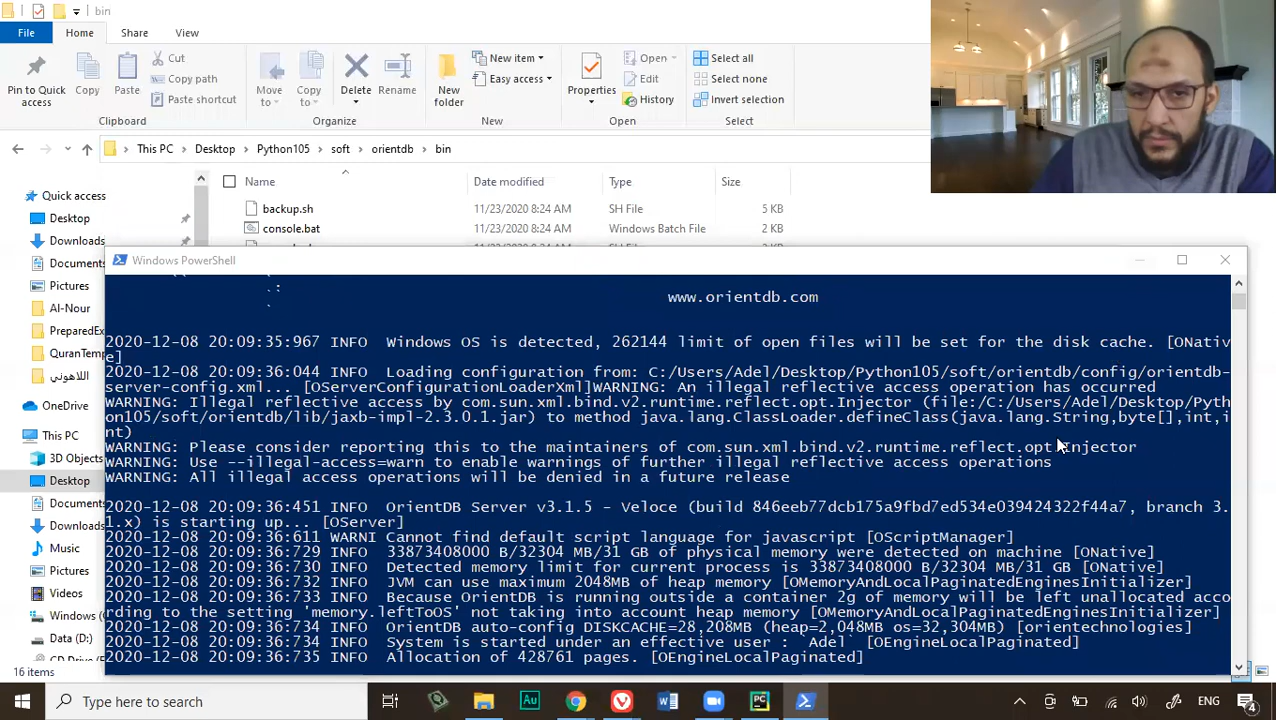 bin
File
Home
Share
View
Pin to Quick access
Copy
Paste
Cut
Copy path
Paste shortcut
Clipboard
Move to
Copy to
Delete
Rename
Organize
New folder
New item
Easy access
New
Properties
Open
Edit
History
Open
Select all
Select none
Invert selection
Select
This PC > Desktop > Python105 > soft > orientdb > bin
Name Date modified Type Size
backup.sh 11/23/2020 8:24 AM SH File 5 KB
console.bat 11/23/2020 8:24 AM Windows Batch File 2 KB
Quick access
Desktop
Downloads
Documents
Pictures
Al-Nour
PreparedEx
QuranTemp
اللاهوني
OneDrive
This PC
3D Objects
Desktop
Documents
Downloads
Music
Pictures
Videos
Windows (
Data (D:)
16 items
Windows PowerShell
www.orientdb.com
2020-12-08 20:09:35:967 INFO  Windows OS is detected, 262144 limit of open files will be set for the disk cache. [ONativ
e]
2020-12-08 20:09:36:044 INFO  Loading configuration from: C:/Users/Adel/Desktop/Python105/soft/orientdb/config/orientdb-
server-config.xml... [OServerConfigurationLoaderXml]WARNING: An illegal reflective access operation has occurred
WARNING: Illegal reflective access by com.sun.xml.bind.v2.runtime.reflect.opt.Injector (file:/C:/Users/Adel/Desktop/Pyth
on105/soft/orientdb/lib/jaxb-impl-2.3.0.1.jar) to method java.lang.ClassLoader.defineClass(java.lang.String,byte[],int,i
nt)
WARNING: Please consider reporting this to the maintainers of com.sun.xml.bind.v2.runtime.reflect.opt.Injector
WARNING: Use --illegal-access=warn to enable warnings of further illegal reflective access operations
WARNING: All illegal access operations will be denied in a future release
2020-12-08 20:09:36:451 INFO  OrientDB Server v3.1.5 - Veloce (build 846eeb77dcb175a9fbd7ed534e039424322f44a7, branch 3.
1.x) is starting up... [OServer]
2020-12-08 20:09:36:611 WARNI Cannot find default script language for javascript [OScriptManager]
2020-12-08 20:09:36:729 INFO  33873408000 B/32304 MB/31 GB of physical memory were detected on machine [ONative]
2020-12-08 20:09:36:730 INFO  Detected memory limit for current process is 33873408000 B/32304 MB/31 GB [ONative]
2020-12-08 20:09:36:732 INFO  JVM can use maximum 2048MB of heap memory [OMemoryAndLocalPaginatedEnginesInitializer]
2020-12-08 20:09:36:733 INFO  Because OrientDB is running outside a container 2g of memory will be left unallocated acco
rding to the setting 'memory.leftToOS' not taking into account heap memory [OMemoryAndLocalPaginatedEnginesInitializer]
2020-12-08 20:09:36:734 INFO  OrientDB auto-config DISKCACHE=28,208MB (heap=2,048MB os=32,304MB) [orientechnologies]
2020-12-08 20:09:36:734 INFO  System is started under an effective user : `Adel` [OEngineLocalPaginated]
2020-12-08 20:09:36:735 INFO  Allocation of 428761 pages. [OEngineLocalPaginated]
Type here to search
Au
W
PC
ENG
4